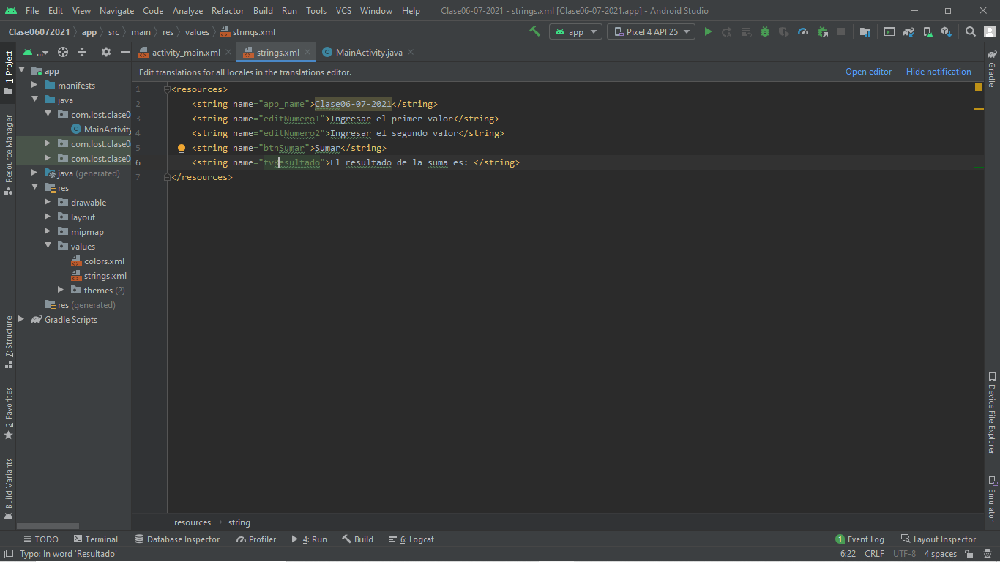 File Edit View Navigate Code Analyze Refactor Build Run Tools VCS Window Help Clase06-07-2021 - strings.xml [Clase06-07-2021.app] - Android Studio
Clase06072021 app src main res values strings.xml app Pixel 4 API 25
... activity_main.xml strings.xml MainActivity.java
Edit translations for all locales in the translations editor. Open editor Hide notification
1: Project
Resource Manager
7: Structure
2: Favorites
Build Variants
app
manifests
java
com.lost.clase0
MainActivity
com.lost.clase0
com.lost.clase0
java (generated)
res
drawable
layout
mipmap
values
colors.xml
strings.xml
themes (2)
res (generated)
Gradle Scripts
1 <resources>
2 <string name="app_name">Clase06-07-2021</string>
3 <string name="editNumero1">Ingresar el primer valor</string>
4 <string name="editNumero2">Ingresar el segundo valor</string>
5 <string name="btnSumar">Sumar</string>
6 <string name="tvResultado">El resultado de la suma es: </string>
7 </resources>
Gradle
Device File Explorer
Emulator
resources string
TODO Terminal Database Inspector Profiler 4: Run Build 6: Logcat 1 Event Log Layout Inspector
Typo: In word 'Resultado' 6:22 CRLF UTF-8 4 spaces